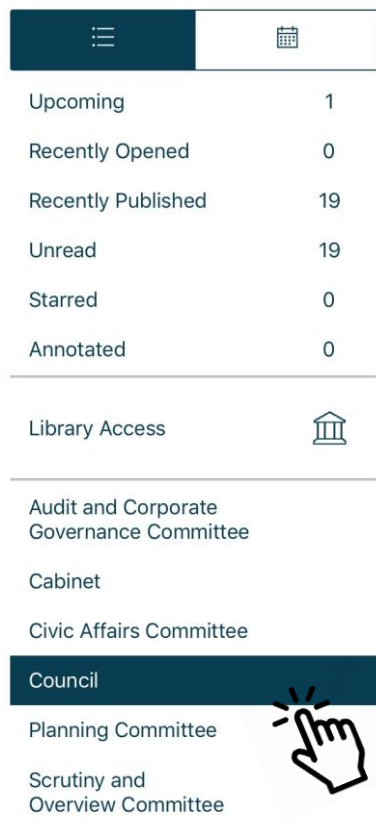 Upcoming 1
Recently Opened 0
Recently Published 19
Unread 19
Starred 0
Annotated 0
Library Access
Audit and Corporate
Governance Committee
Cabinet
Civic Affairs Committee
Council
Planning Committee
Scrutiny and
Overview Committee